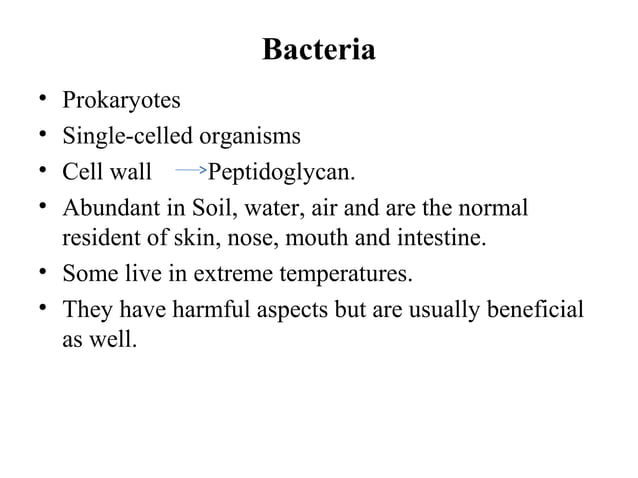 Bacteria
• Prokaryotes
• Single-celled organisms
• Cell wall → Peptidoglycan.
• Abundant in Soil, water, air and are the normal
resident of skin, nose, mouth and intestine.
• Some live in extreme temperatures.
• They have harmful aspects but are usually beneficial
as well.